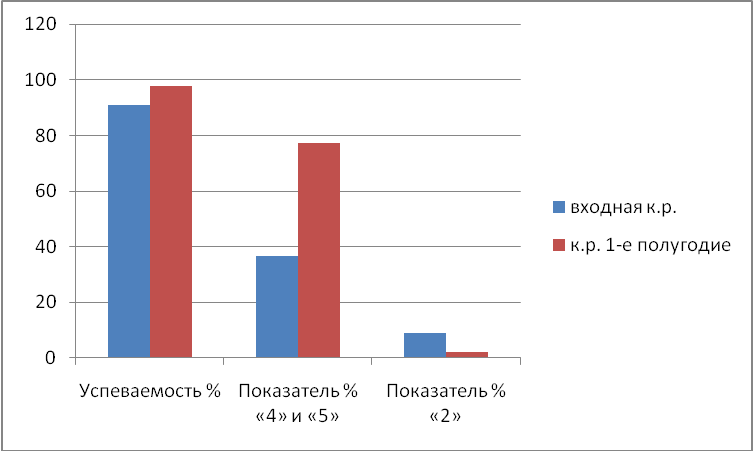 120
100
80
60
40
20
0
Успеваемость %
Показатель %
«4» и «5»
Показатель %
«2»
входная к.р.
к.р. 1-е полугодие